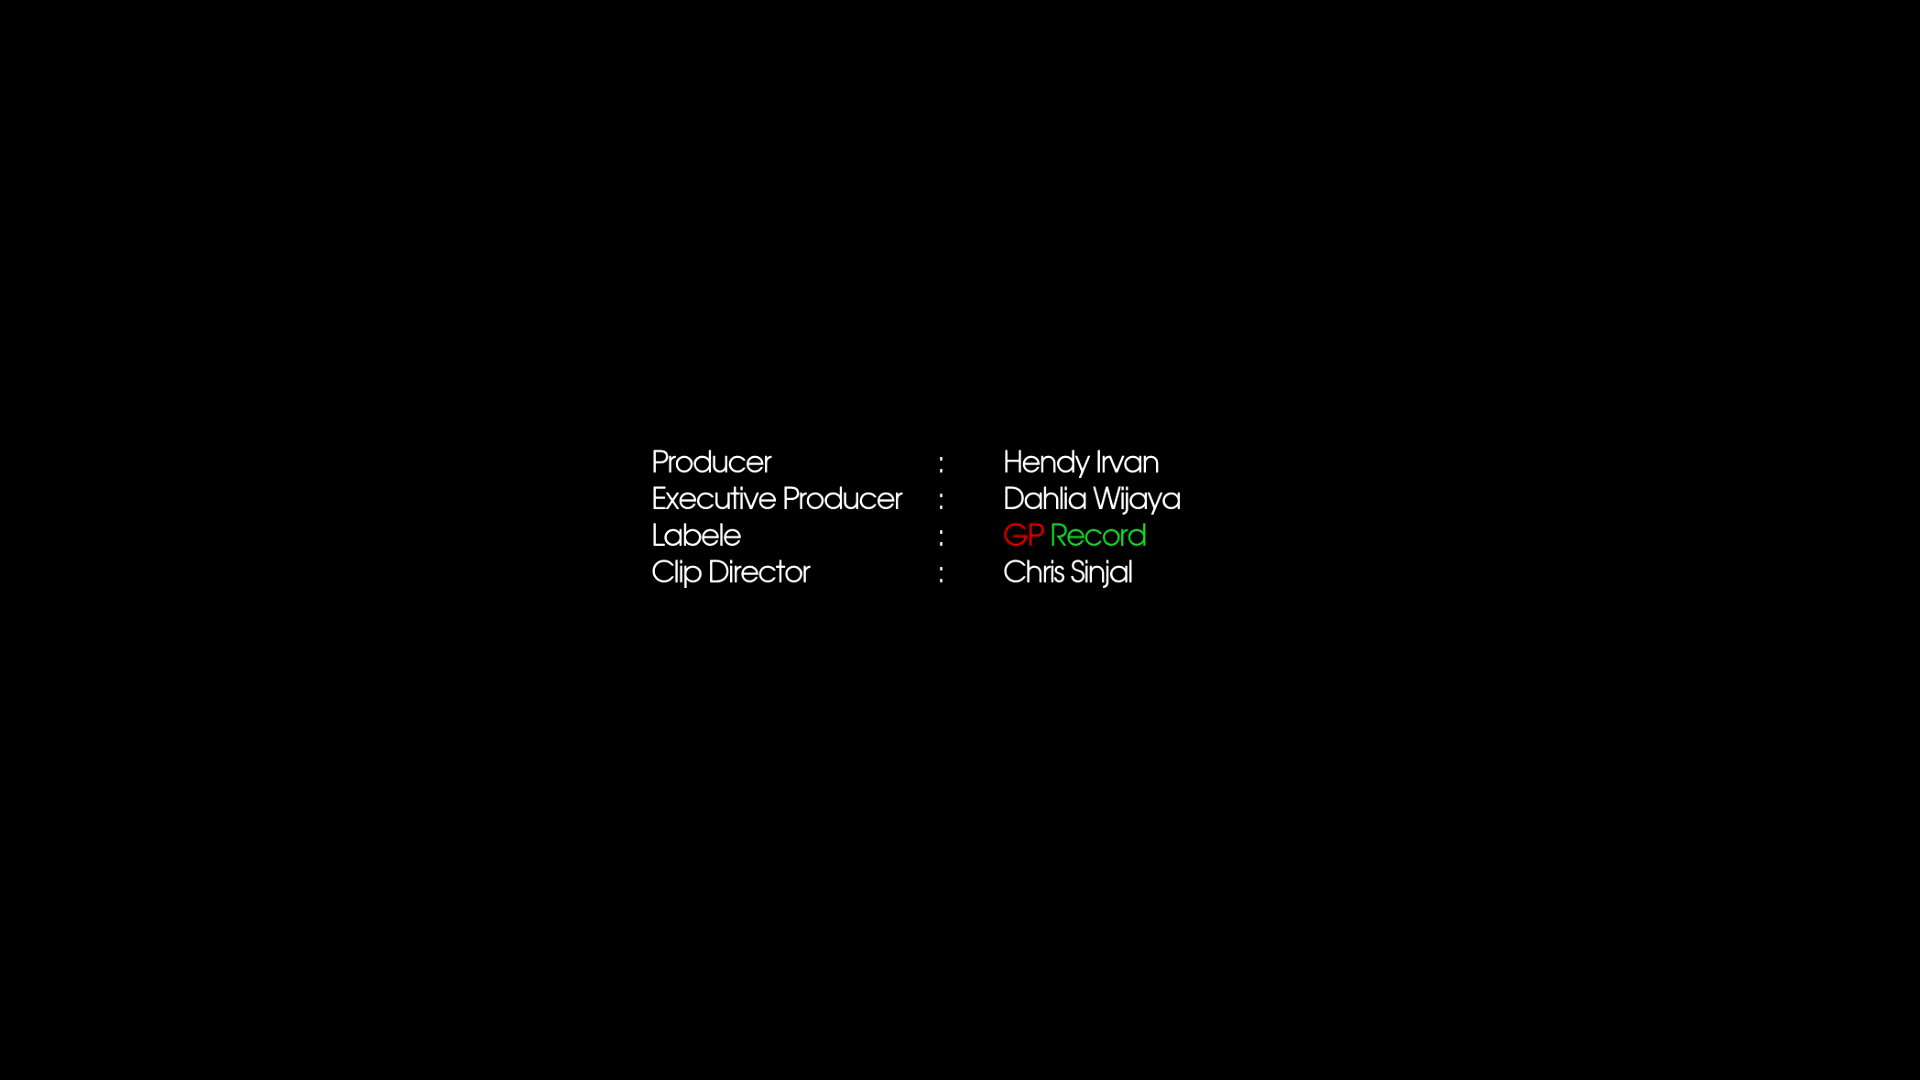 Producer : Hendy Irvan
Executive Producer : Dahlia Wijaya
Labele : GP Record
Clip Director : Chris Sinjal